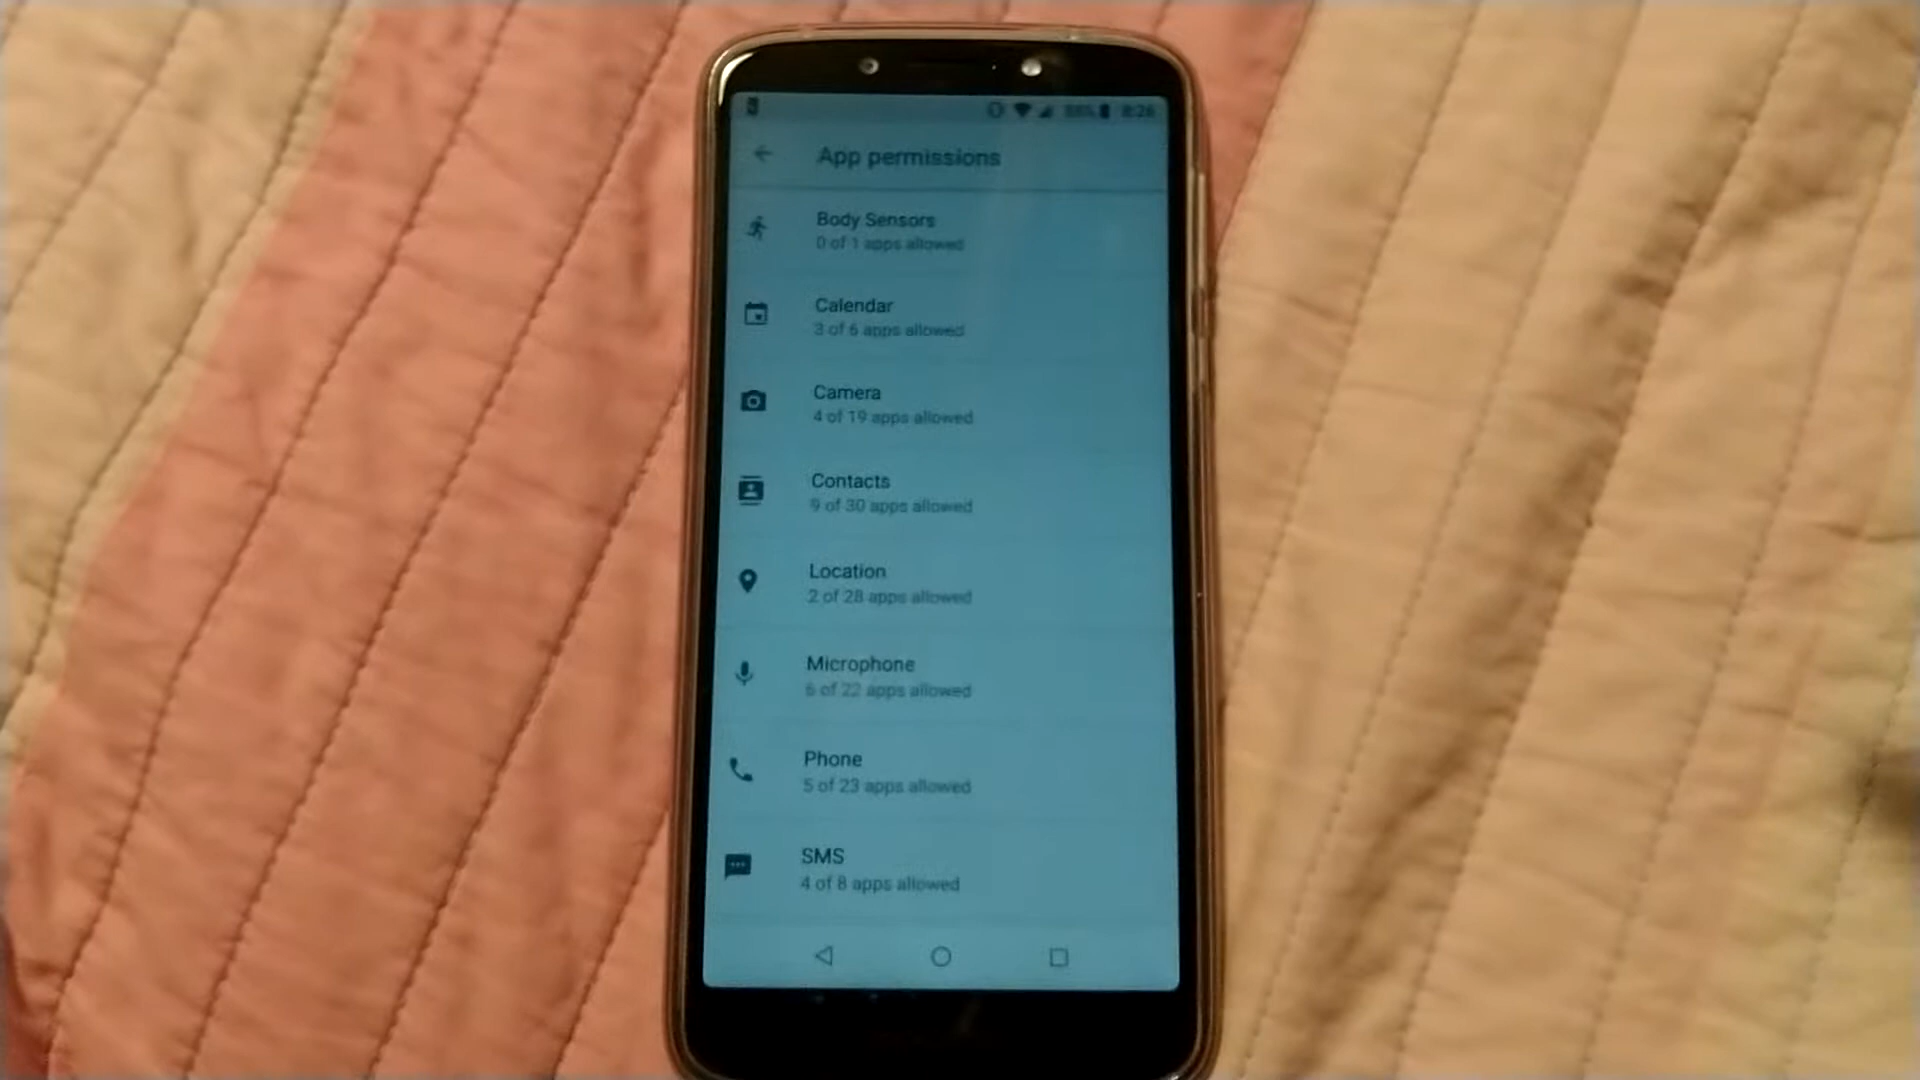 8:26
App permissions
Body Sensors
0 of 1 apps allowed
Calendar
3 of 6 apps allowed
Camera
4 of 19 apps allowed
Contacts
9 of 30 apps allowed
Location
2 of 28 apps allowed
Microphone
6 of 22 apps allowed
Phone
5 of 23 apps allowed
SMS
4 of 8 apps allowed